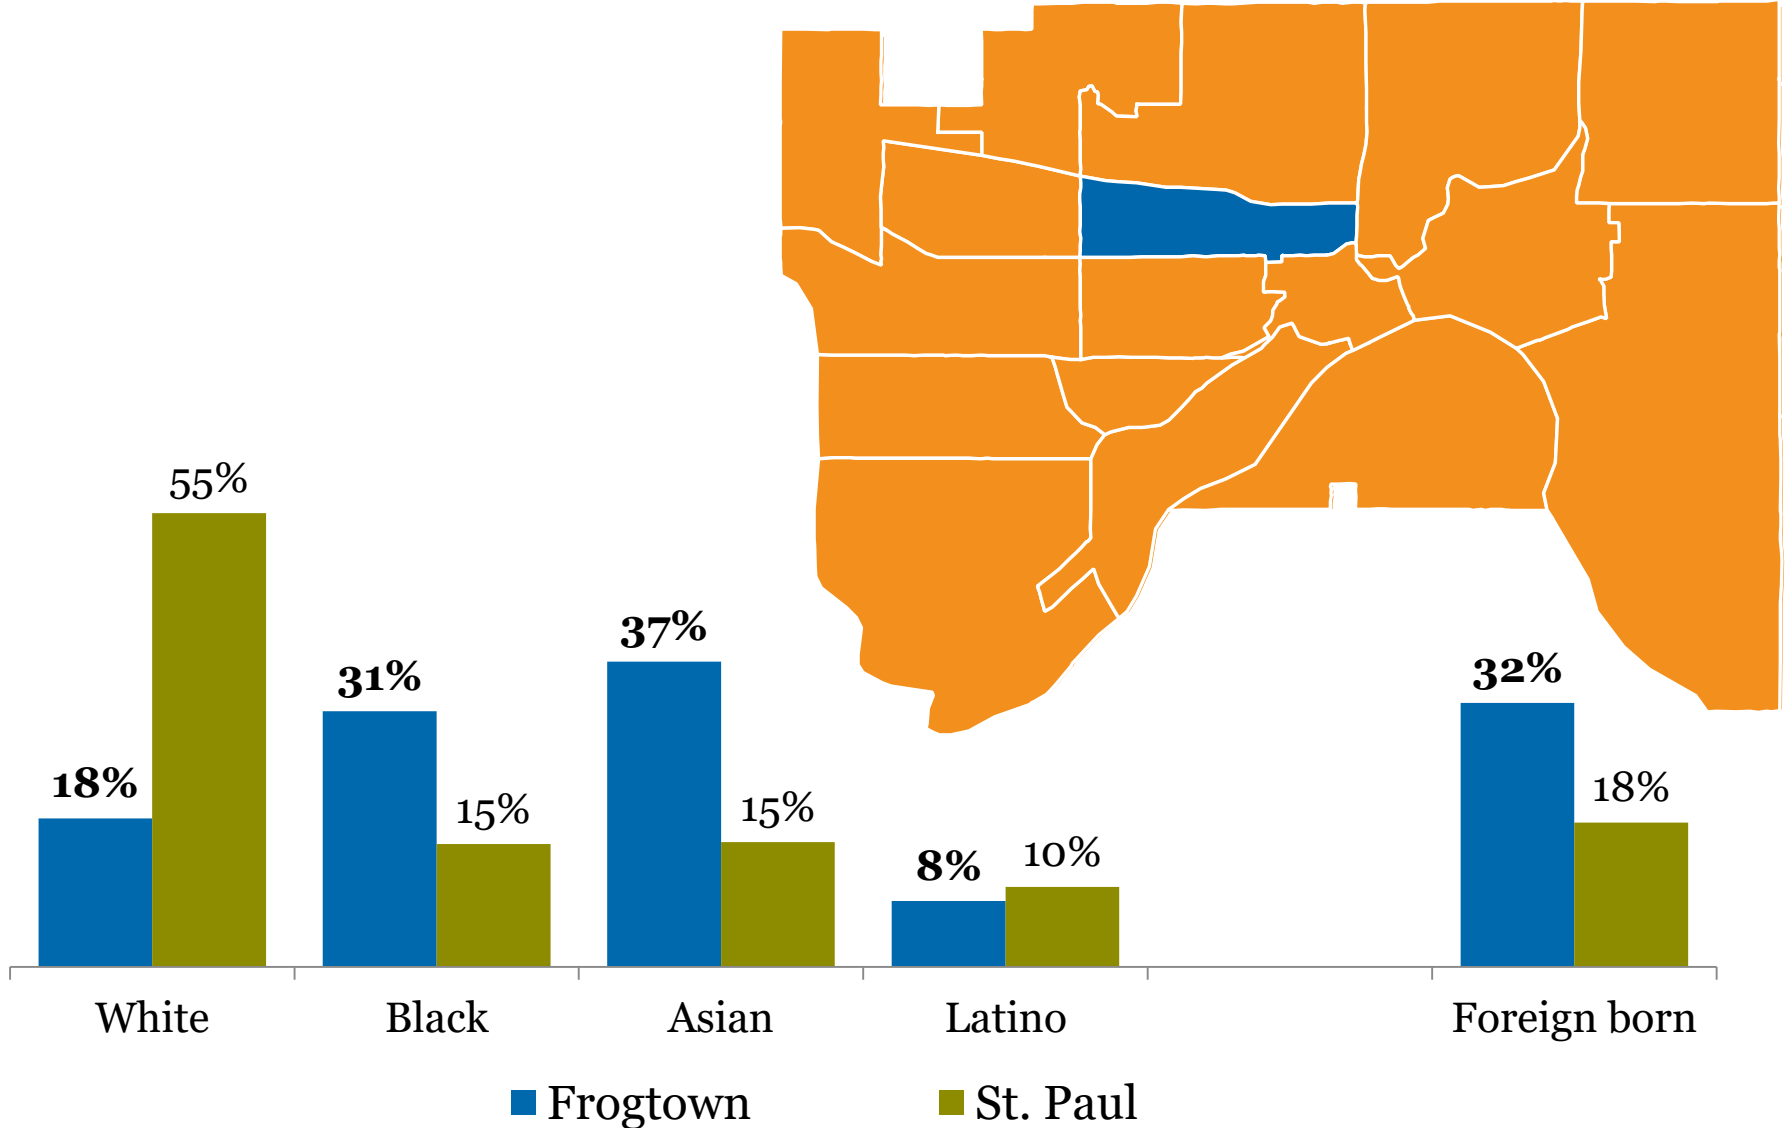 55%
37%
32%
31%
18%
18%
15%
15%
10%
8%
White
Black
Asian
Latino
Foreign born
Frogtown
St. Paul